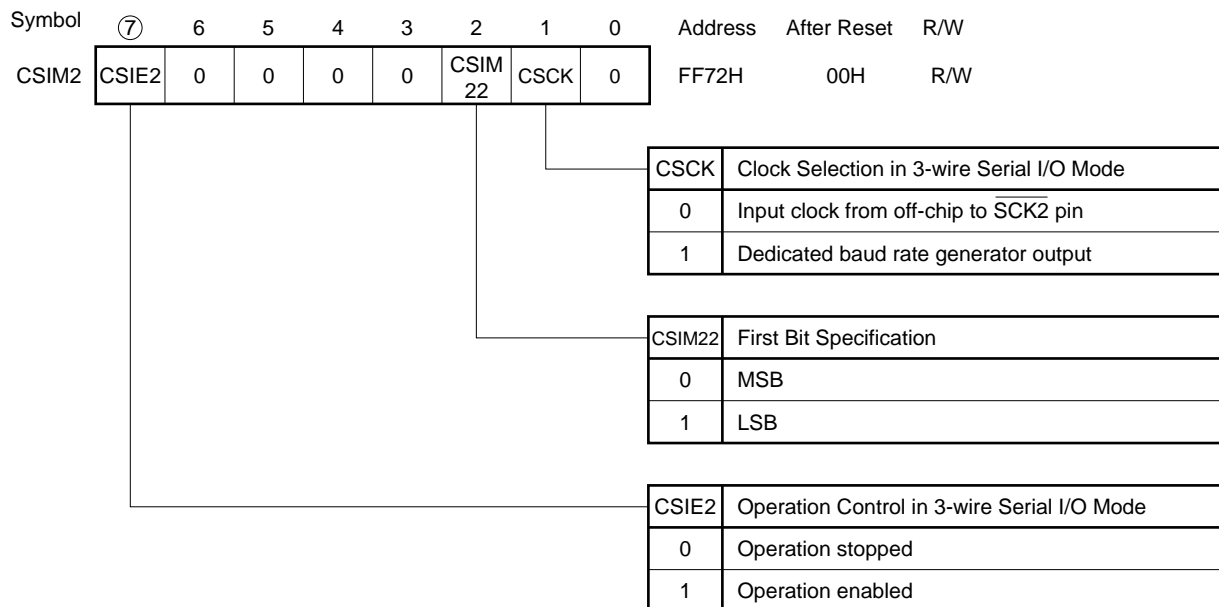 Symbol ⑦ 6 5 4 3 2 1 0 Address After Reset R/W
CSIM2 CSIE2 0 0 0 0 CSIM 22 CSCK 0 FF72H 00H R/W
CSCK Clock Selection in 3-wire Serial I/O Mode
0 Input clock from off-chip to S̅C̅K̅2̅ pin
1 Dedicated baud rate generator output
CSIM22 First Bit Specification
0 MSB
1 LSB
CSIE2 Operation Control in 3-wire Serial I/O Mode
0 Operation stopped
1 Operation enabled